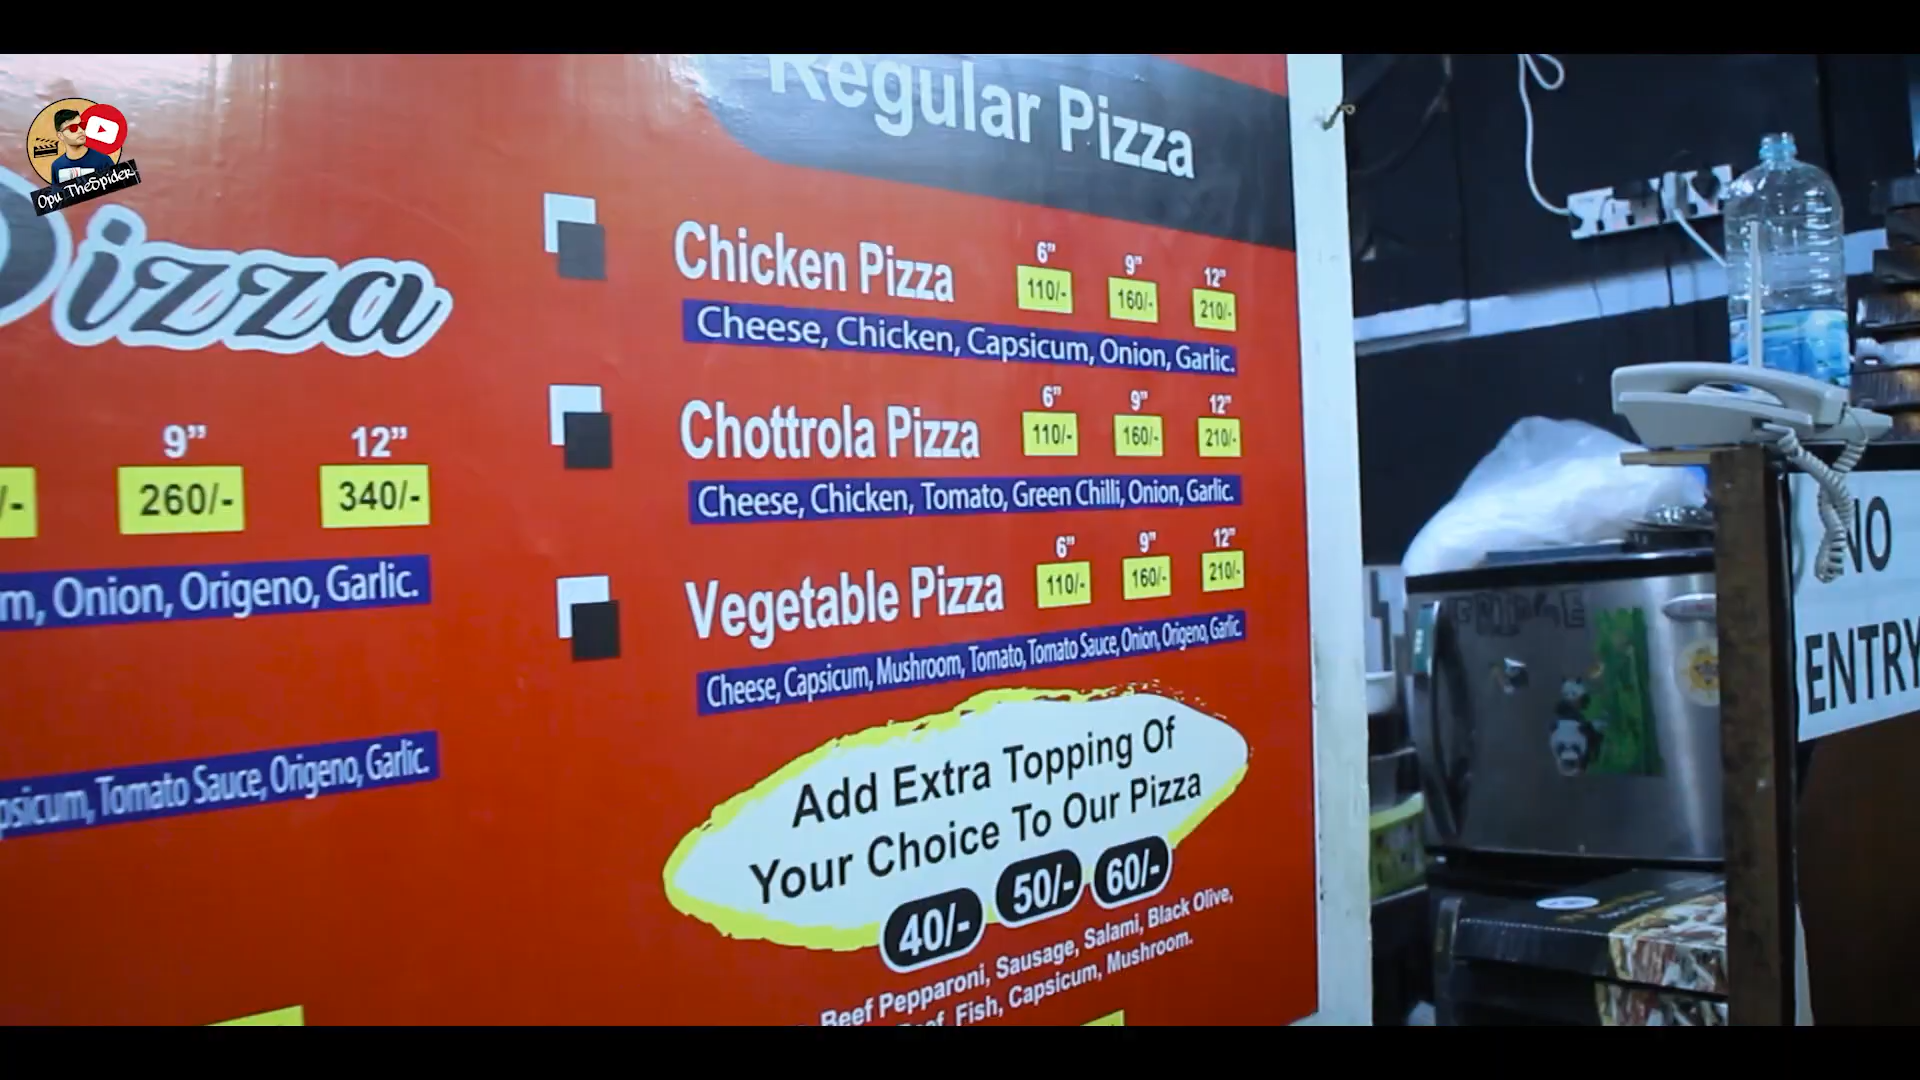 Opu TheSpider
Pizza
9” 12”
/- 260/- 340/-
m, Onion, Origeno, Garlic.
psicum, Tomato Sauce, Origeno, Garlic.
Regular Pizza
6” 9” 12”
Chicken Pizza 110/- 160/- 210/-
Cheese, Chicken, Capsicum, Onion, Garlic.
6” 9” 12”
Chottrola Pizza 110/- 160/- 210/-
Cheese, Chicken, Tomato, Green Chilli, Onion, Garlic.
6” 9” 12”
Vegetable Pizza 110/- 160/- 210/-
Cheese, Capsicum, Mushroom, Tomato, Tomato Sauce, Onion, Origeno, Garlic.
Add Extra Topping Of
Your Choice To Our Pizza
40/- 50/- 60/-
Beef Pepparoni, Sausage, Salami, Black Olive,
Fish, Capsicum, Mushroom.
NO
ENTRY